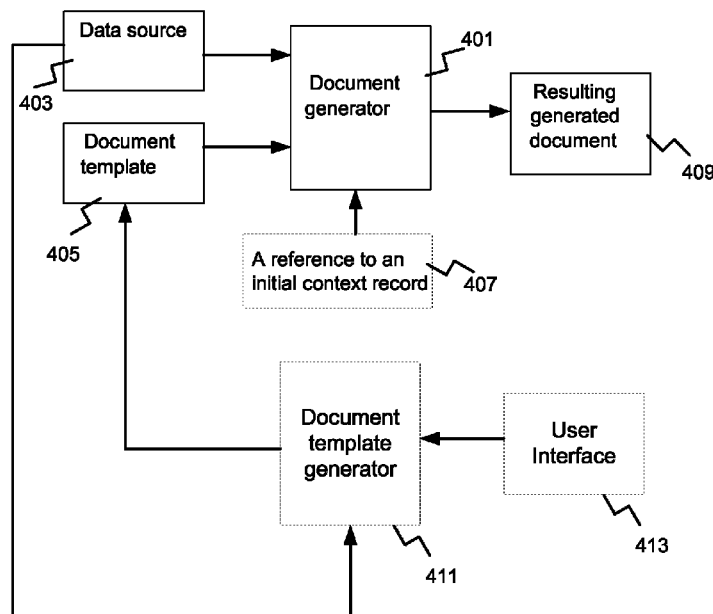 Data source
403
Document
generator
401
Resulting
generated
document
409
Document
template
405
A reference to an
initial context record
407
Document
template
generator
411
User
Interface
413